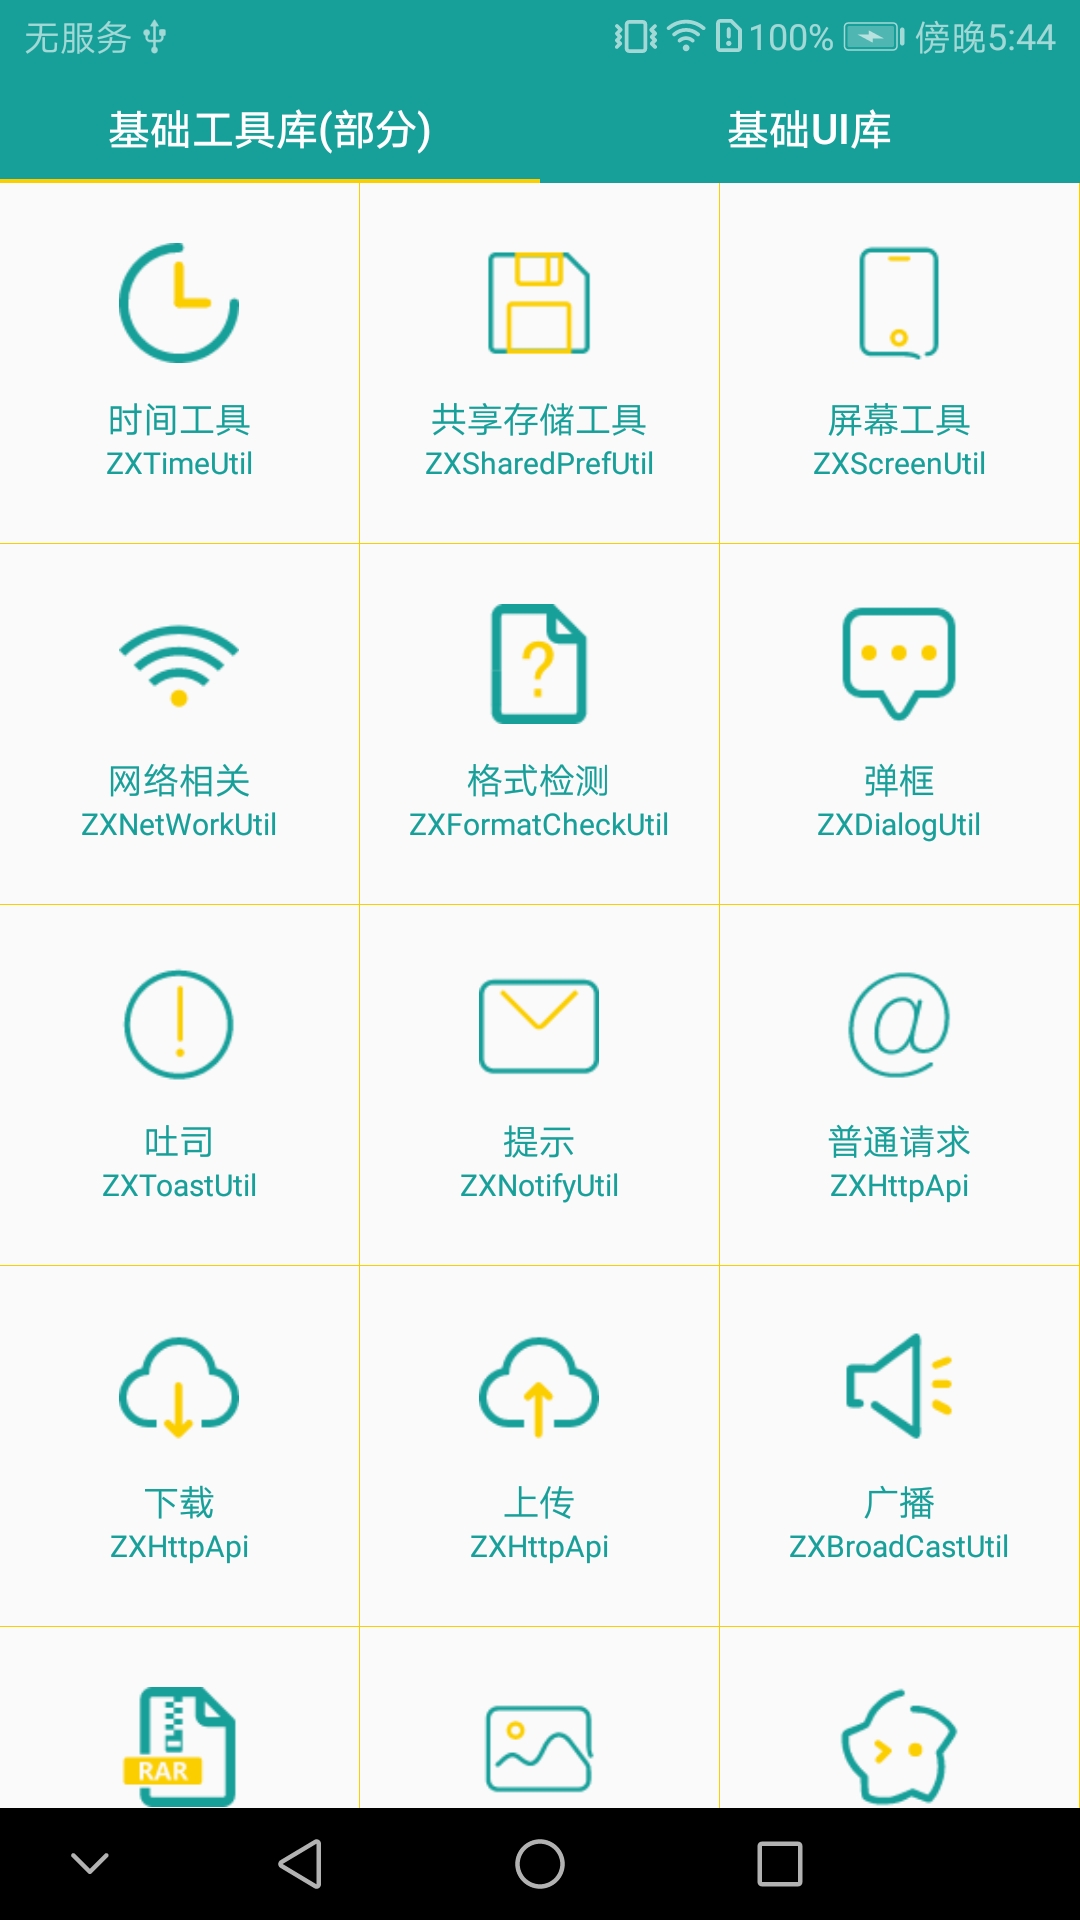 无服务 100% 傍晚5:44
基础工具库(部分) 基础UI库
时间工具 共享存储工具 屏幕工具
ZXTimeUtil ZXSharedPrefUtil ZXScreenUtil
网络相关 格式检测 弹框
ZXNetWorkUtil ZXFormatCheckUtil ZXDialogUtil
吐司 提示 普通请求
ZXToastUtil ZXNotifyUtil ZXHttpApi
下载 上传 广播
ZXHttpApi ZXHttpApi ZXBroadCastUtil
RAR